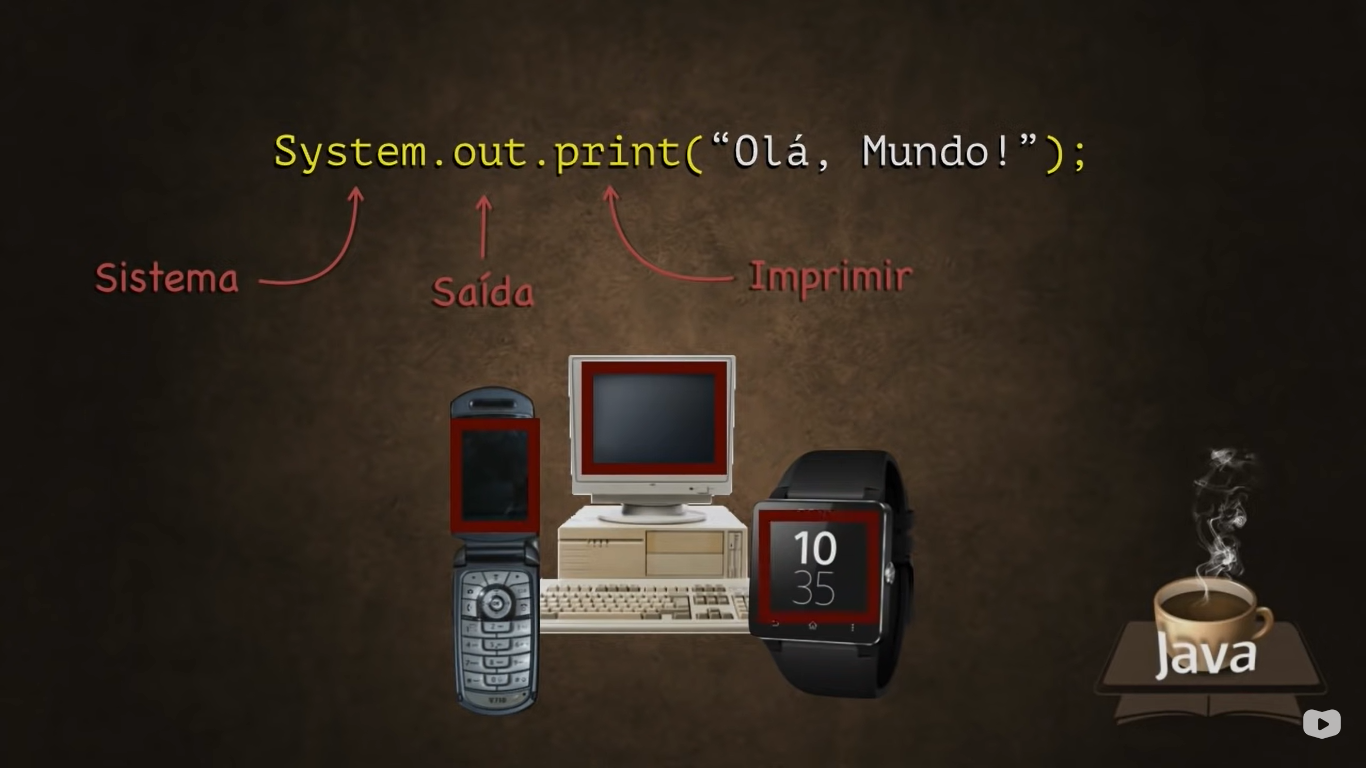 System.out.print(“Olá, Mundo!”);
Sistema
Saída
Imprimir
10
35
Java